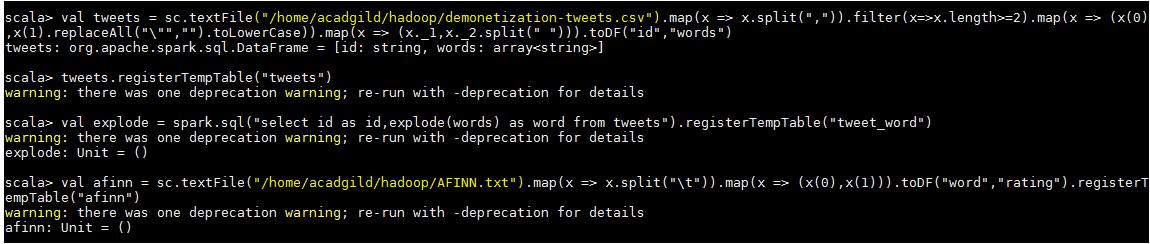 scala> val tweets = sc.textFile("/home/acadgild/hadoop/demonetization-tweets.csv").map(x => x.split(",")).filter(x=>x.length>=2).map(x => (x(0)
,x(1).replaceAll("\"","").toLowerCase)).map(x => (x._1,x._2.split(" "))).toDF("id","words")
tweets: org.apache.spark.sql.DataFrame = [id: string, words: array<string>]
scala> tweets.registerTempTable("tweets")
warning: there was one deprecation warning; re-run with -deprecation for details
scala> val explode = spark.sql("select id as id,explode(words) as word from tweets").registerTempTable("tweet_word")
warning: there was one deprecation warning; re-run with -deprecation for details
explode: Unit = ()
scala> val afinn = sc.textFile("/home/acadgild/hadoop/AFINN.txt").map(x => x.split("\t")).map(x => (x(0),x(1))).toDF("word","rating").registerT
empTable("afinn")
warning: there was one deprecation warning; re-run with -deprecation for details
afinn: Unit = ()